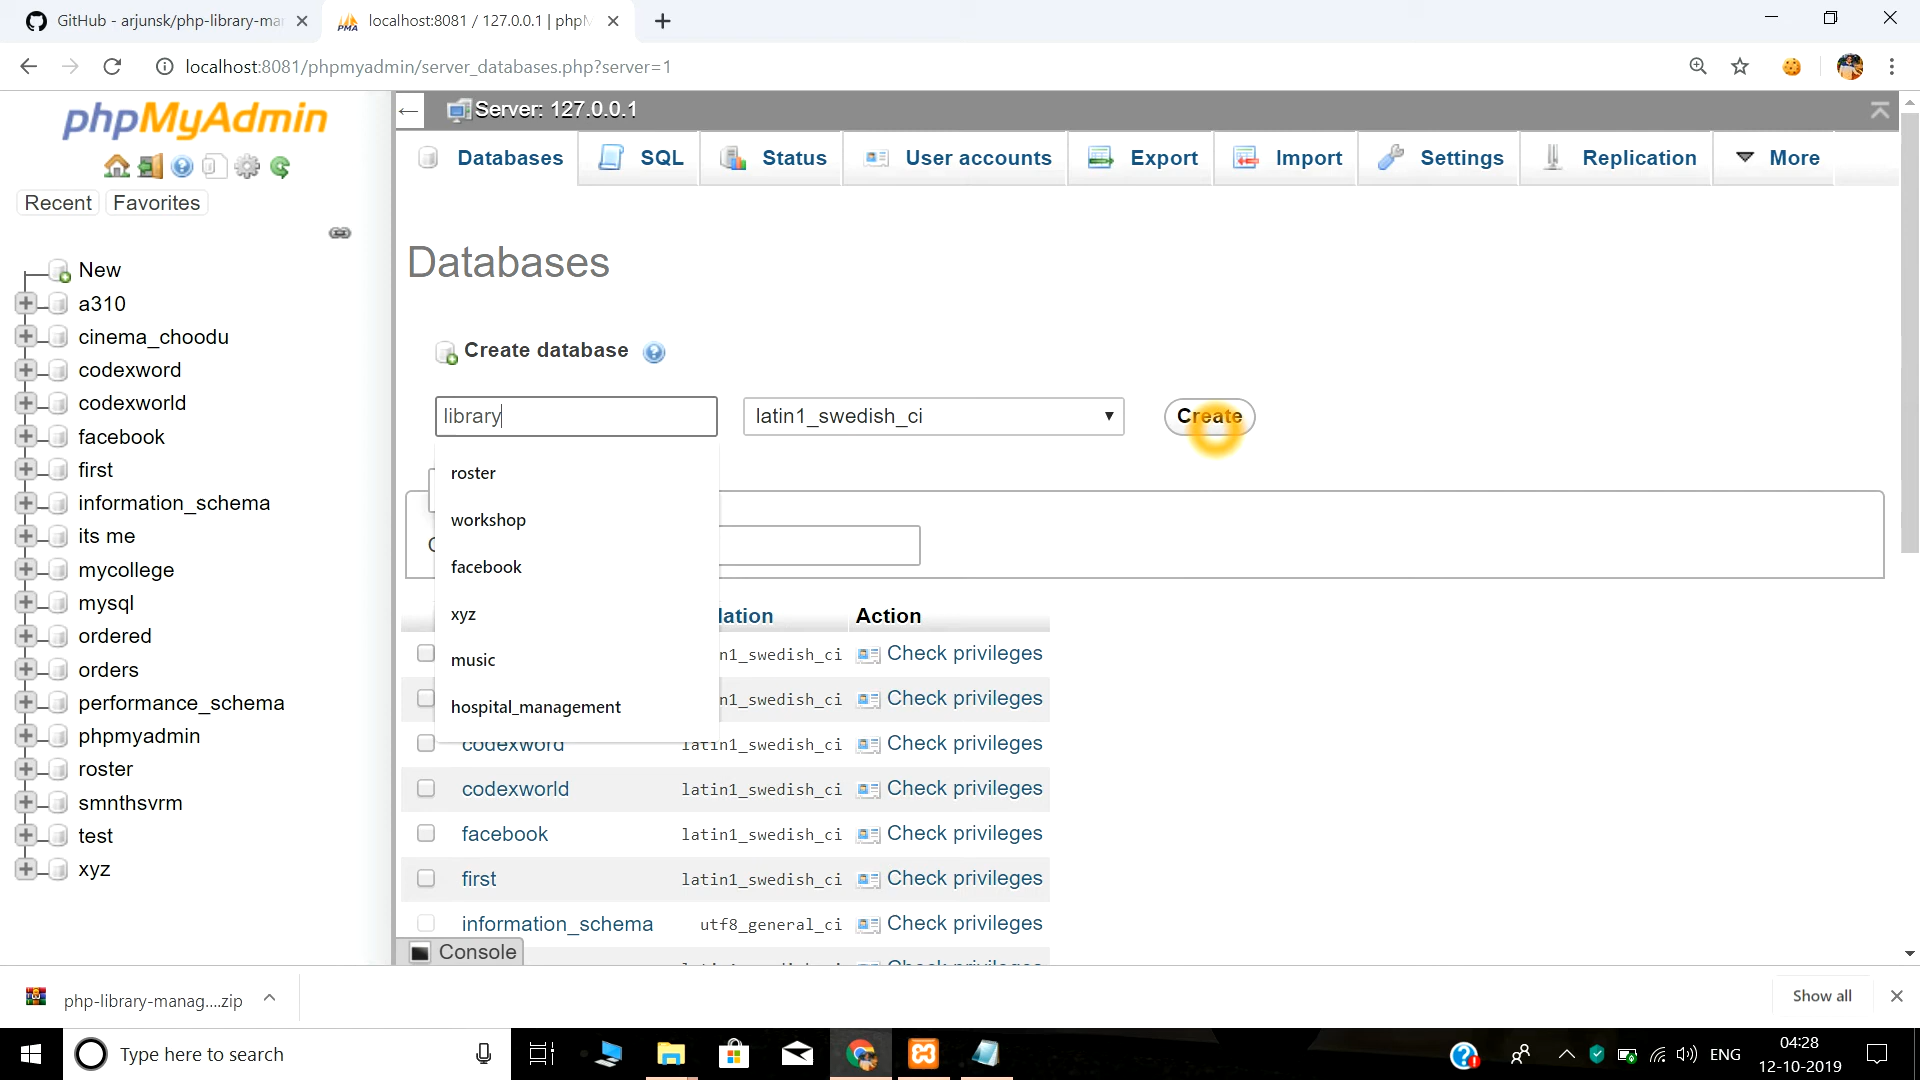 GitHub - arjunsk/php-library-mar
localhost:8081 / 127.0.0.1 | phpM
localhost:8081/phpmyadmin/server_databases.php?server=1
phpMyAdmin
Recent
Favorites
New
a310
cinema_choodu
codexword
codexworld
facebook
first
information_schema
its me
mycollege
mysql
ordered
orders
performance_schema
phpmyadmin
roster
smnthsvrm
test
xyz
Server: 127.0.0.1
Databases
SQL
Status
User accounts
Export
Import
Settings
Replication
More
Databases
Create database
library
latin1_swedish_ci
Create
roster
workshop
facebook
xyz
music
hospital_management
lation
Action
n1_swedish_ci
Check privileges
n1_swedish_ci
Check privileges
codexword
latin1_swedish_ci
Check privileges
codexworld
latin1_swedish_ci
Check privileges
facebook
latin1_swedish_ci
Check privileges
first
latin1_swedish_ci
Check privileges
information_schema
utf8_general_ci
Check privileges
Console
php-library-manag....zip
Show all
Type here to search
ENG
04:28
12-10-2019